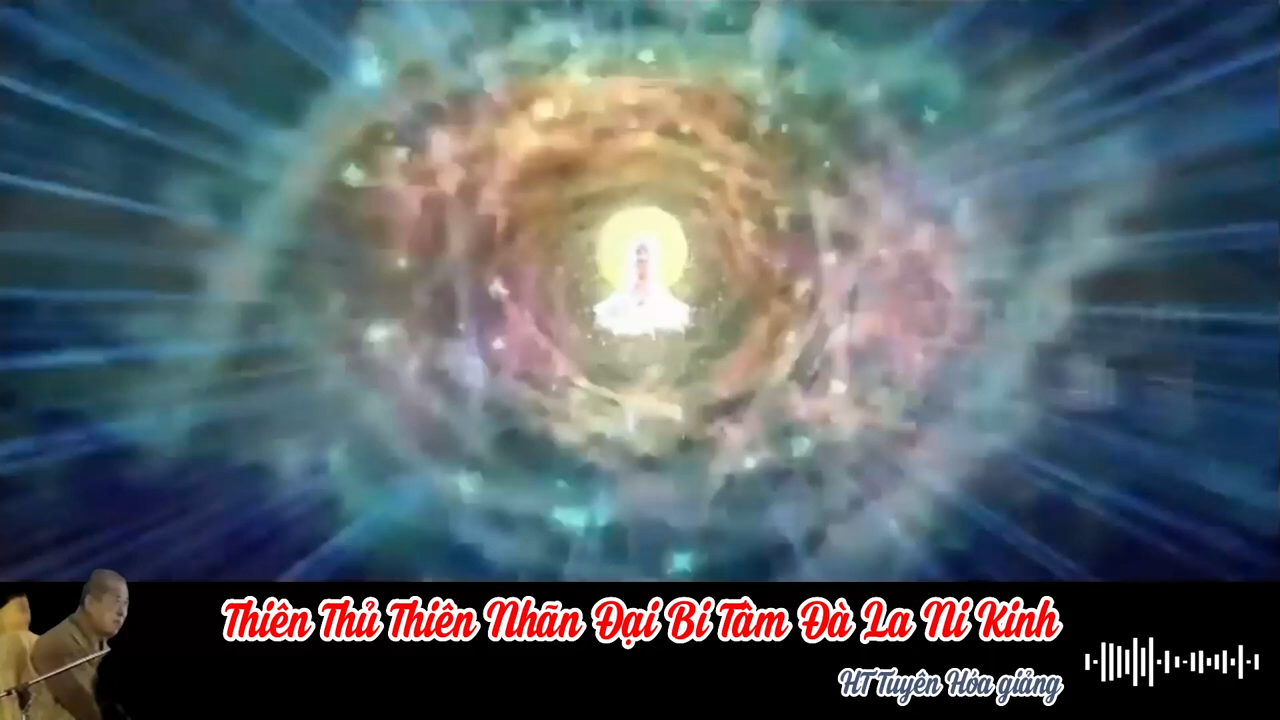 Thiên Thủ Thiên Nhãn Đại Bi Tâm Đà La Ni Kinh
HT Tuyên Hóa giảng